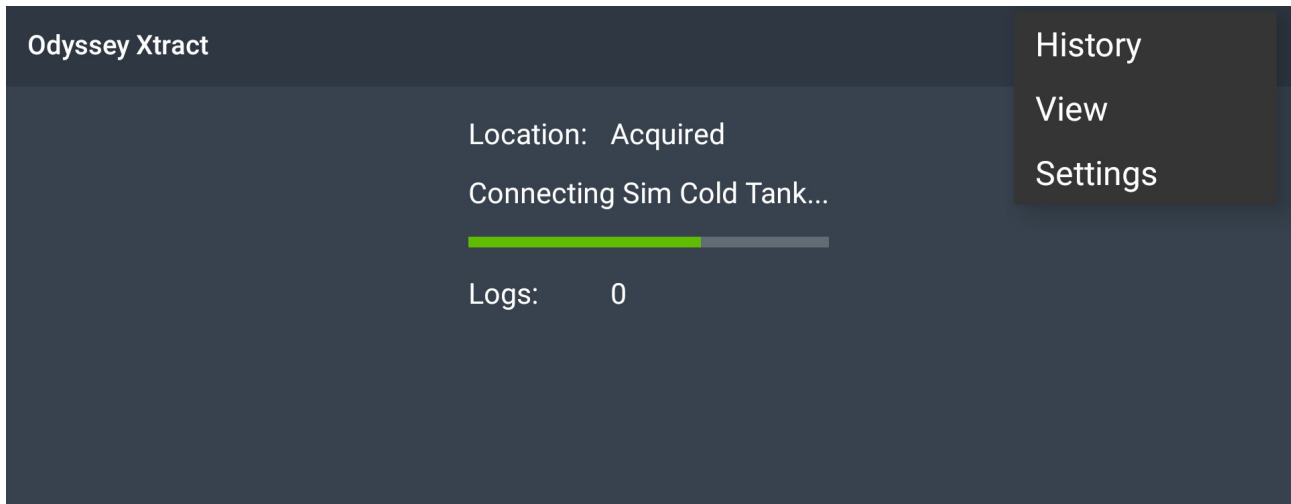 Odyssey Xtract
History
View
Settings
Location: Acquired
Connecting Sim Cold Tank...
Logs: 0